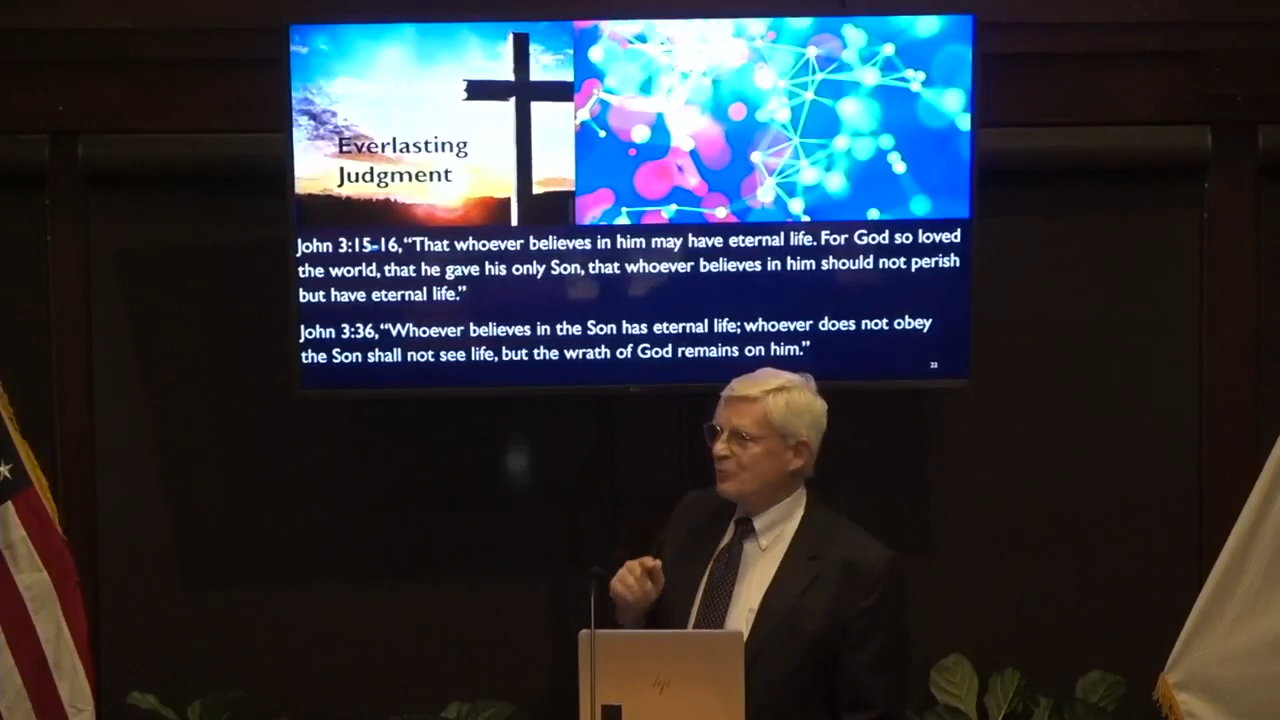 Everlasting
Judgment
John 3:15-16, “That whoever believes in him may have eternal life. For God so loved
the world, that he gave his only Son, that whoever believes in him should not perish
but have eternal life.”
John 3:36, “Whoever believes in the Son has eternal life; whoever does not obey
the Son shall not see life, but the wrath of God remains on him.”
22
hp